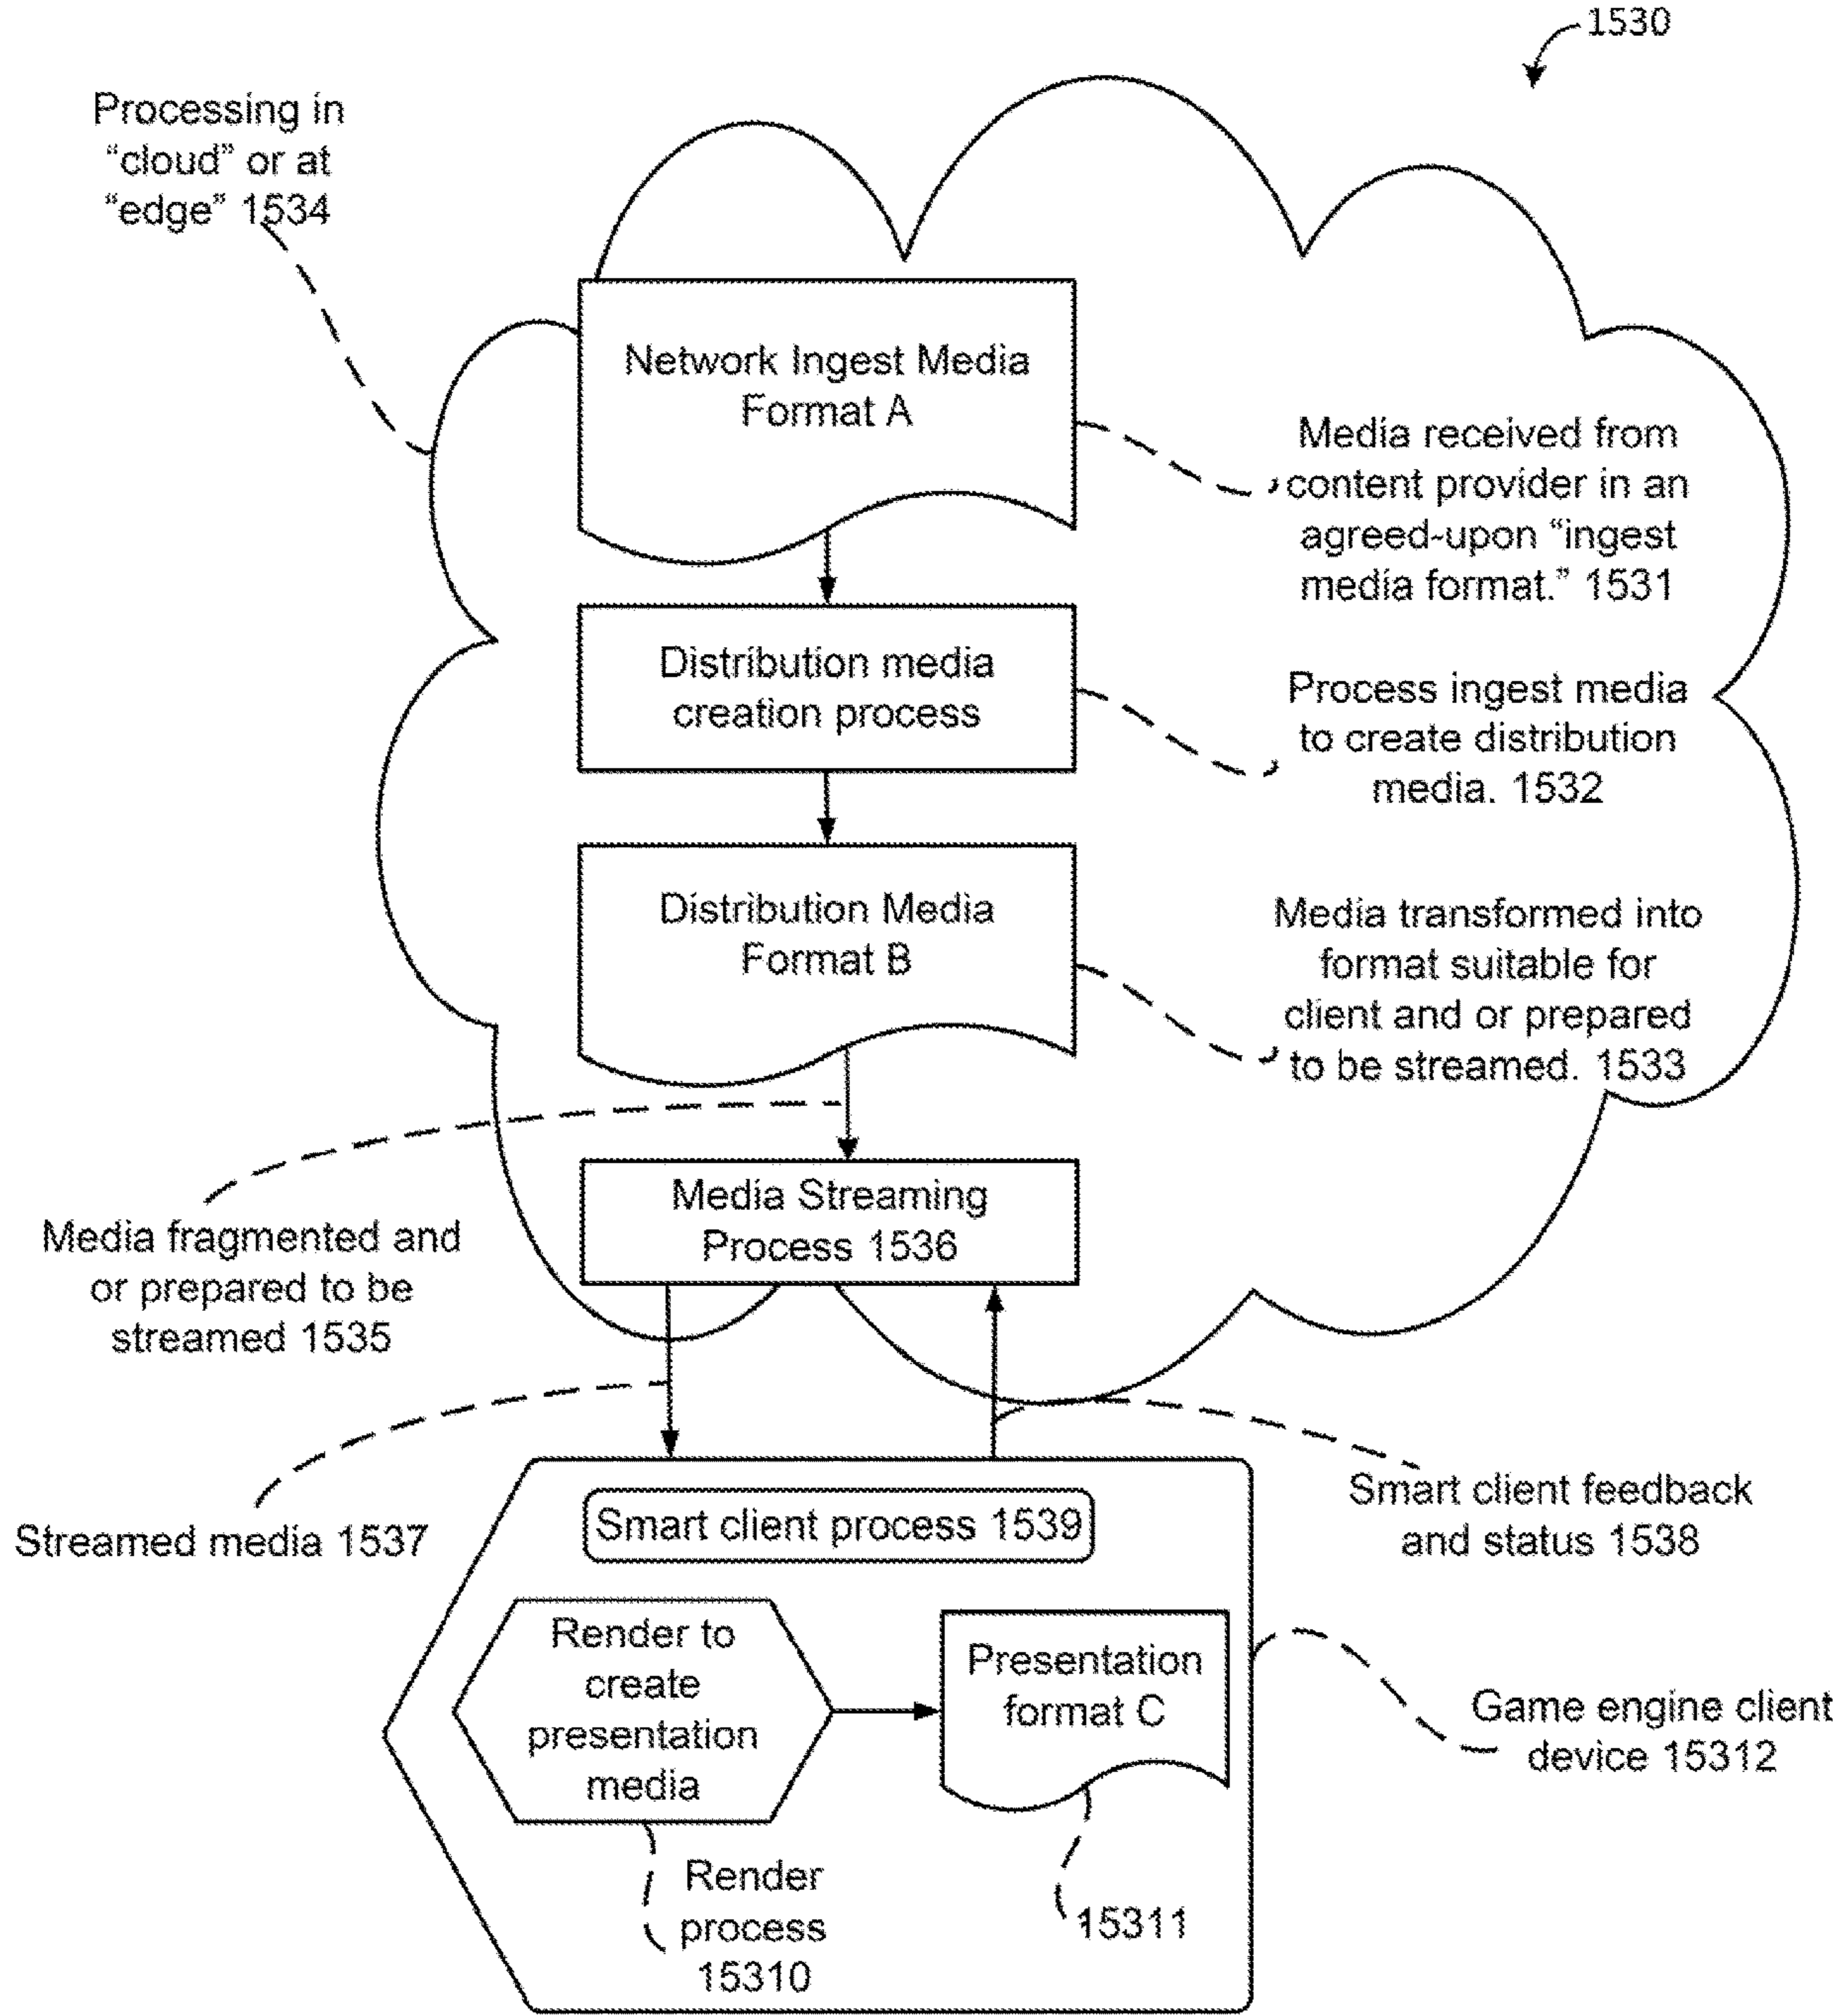 1530
Processing in
“cloud” or at
“edge” 1534
Network Ingest Media
Format A
Media received from
content provider in an
agreed-upon “ingest
media format.” 1531
Distribution media
creation process
Process ingest media
to create distribution
media. 1532
Distribution Media
Format B
Media transformed into
format suitable for
client and or prepared
to be streamed. 1533
Media Streaming
Process 1536
Media fragmented and
or prepared to be
streamed 1535
Streamed media 1537
Smart client process 1539
Smart client feedback
and status 1538
Render to
create
presentation
media
Presentation
format C
Game engine client
device 15312
Render
process
15310
15311